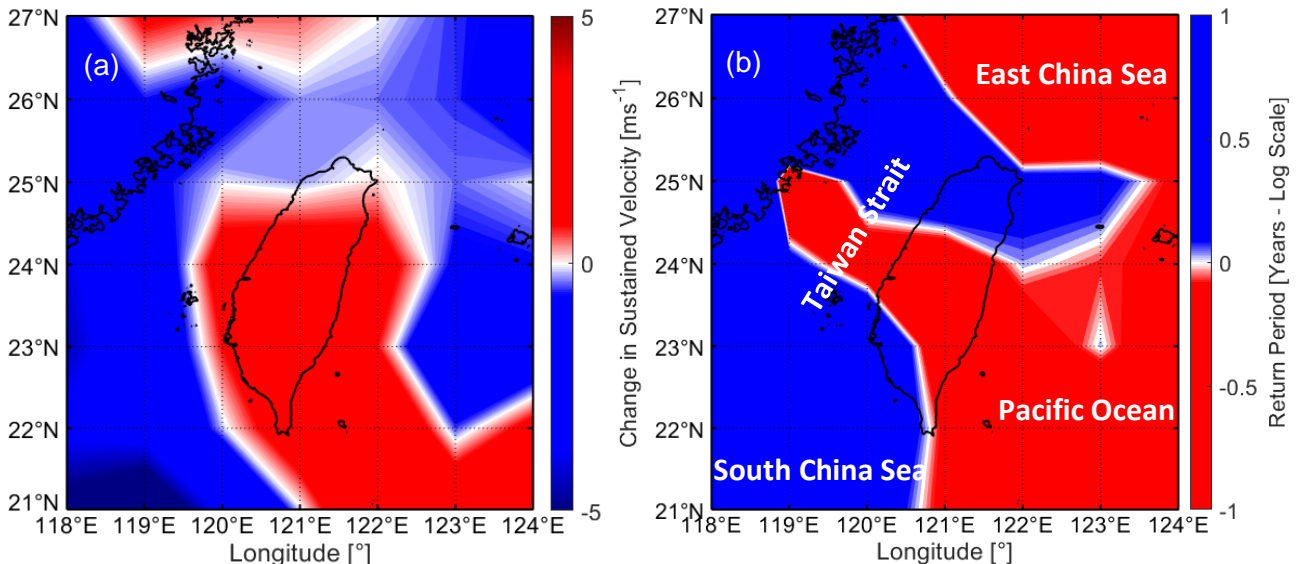 27°N
26°N
25°N
24°N
23°N
22°N
21°N
118°E 119°E 120°E 121°E 122°E 123°E 124°E
Longitude [°]
(a)
5
0
-5
Change in Sustained Velocity [ms⁻¹]
27°N
26°N
25°N
24°N
23°N
22°N
21°N
118°E 119°E 120°E 121°E 122°E 123°E 124°E
Longitude [°]
(b)
East China Sea
Taiwan Strait
Pacific Ocean
South China Sea
1
0.5
0
-0.5
-1
Return Period [Years - Log Scale]